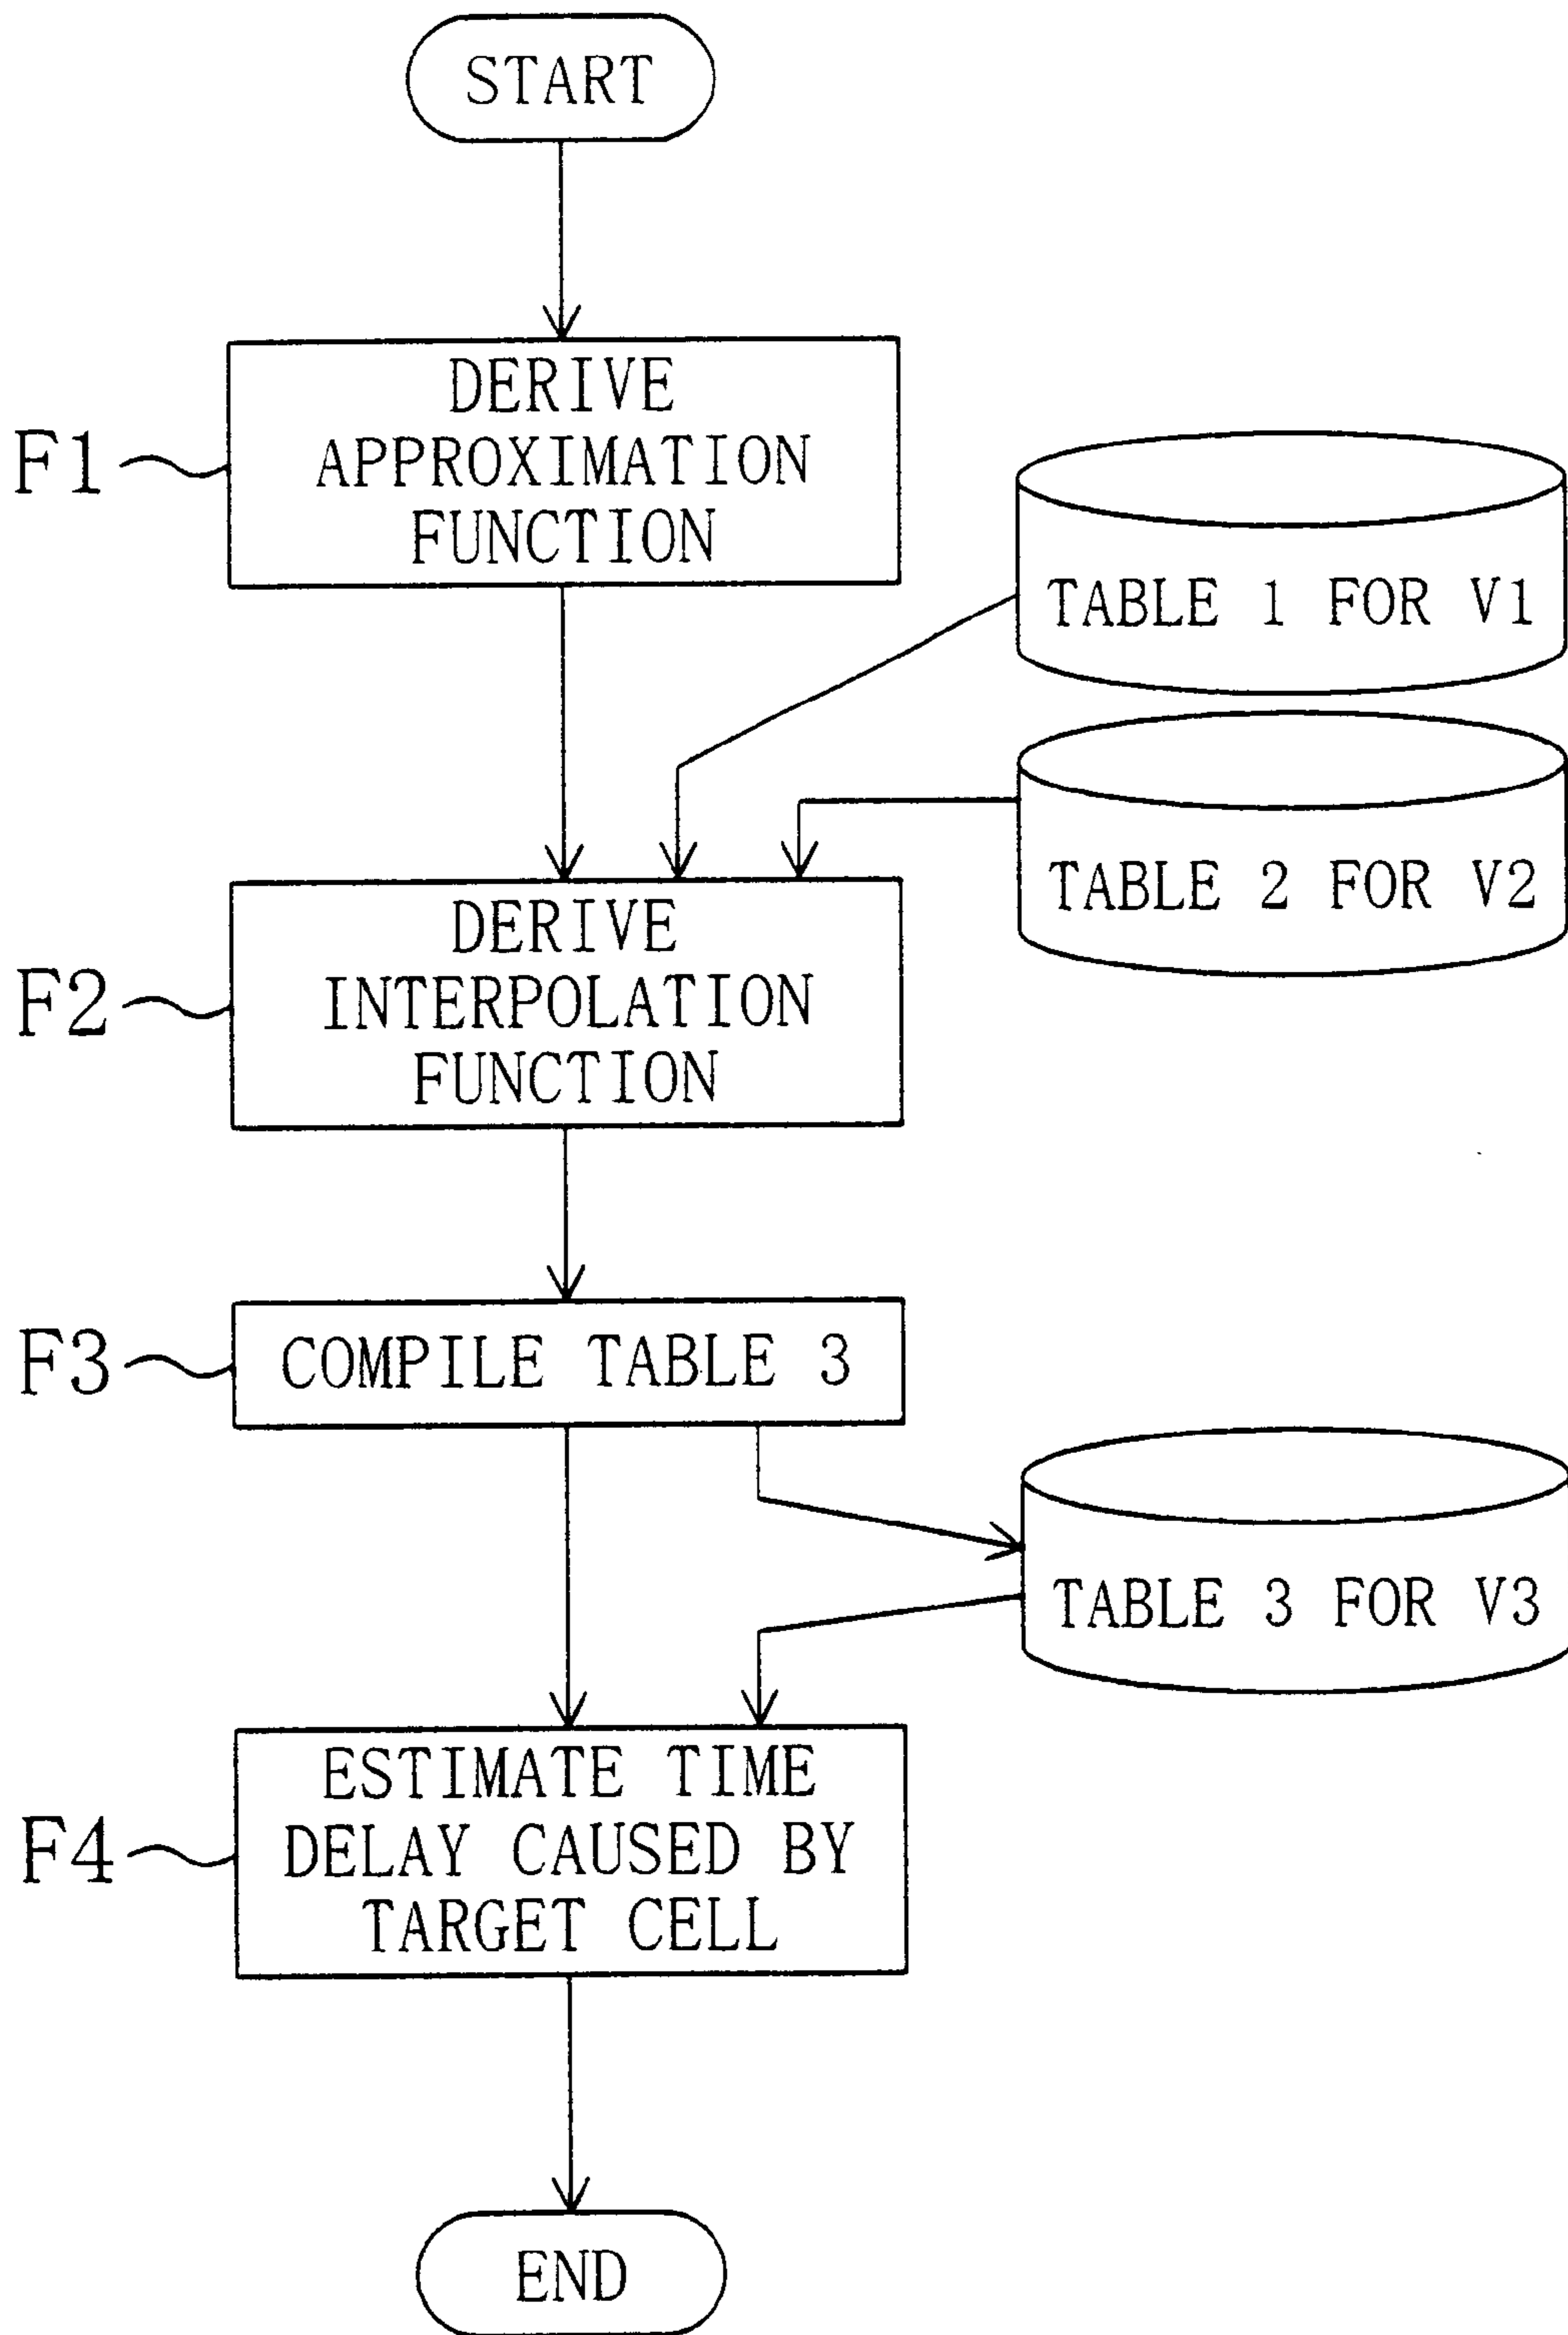 START
F1
DERIVE
APPROXIMATION
FUNCTION
TABLE 1 FOR V1
TABLE 2 FOR V2
F2
DERIVE
INTERPOLATION
FUNCTION
F3
COMPILE TABLE 3
TABLE 3 FOR V3
F4
ESTIMATE TIME
DELAY CAUSED BY
TARGET CELL
END